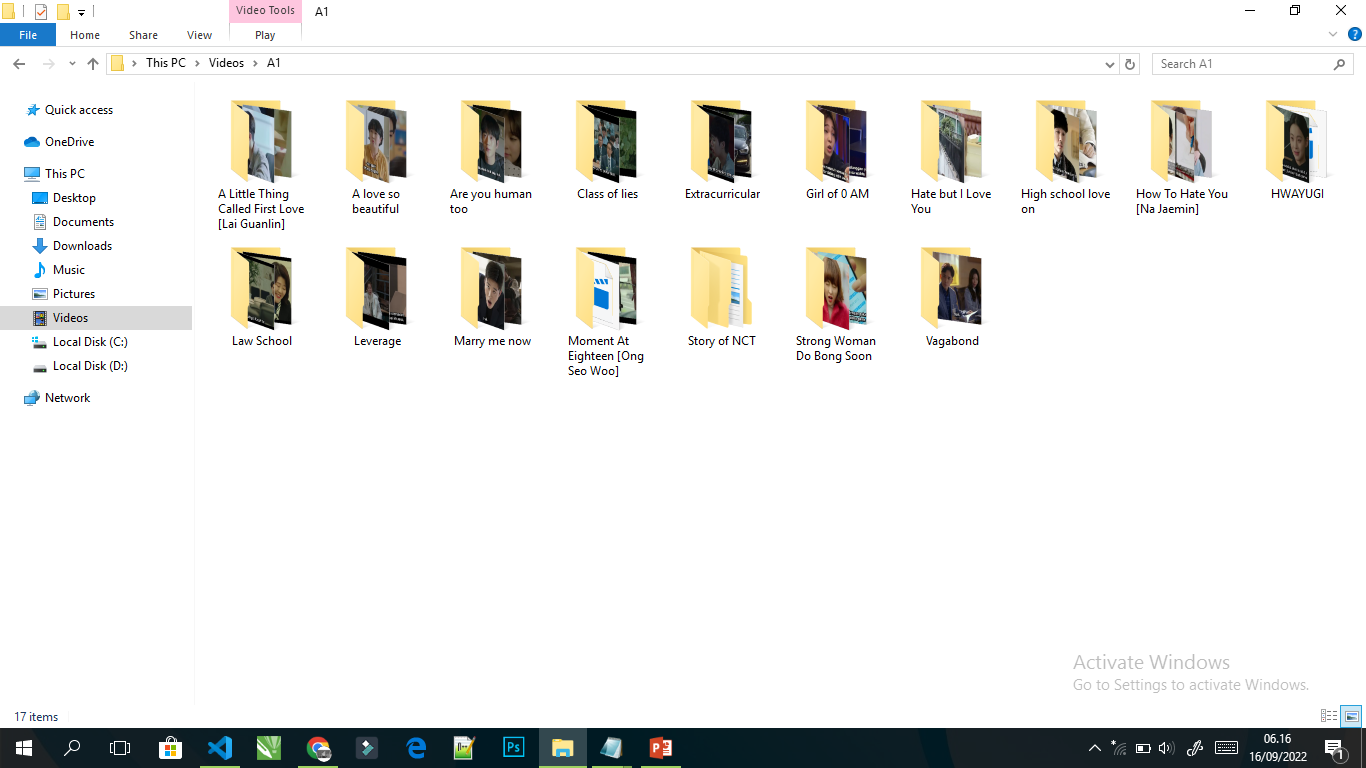 Video Tools
A1
File
Home
Share
View
Play
This PC
Videos
A1
Search A1
Quick access
OneDrive
This PC
Desktop
Documents
Downloads
Music
Pictures
Videos
Local Disk (C:)
Local Disk (D:)
Network
A Little Thing
Called First Love
[Lai Guanlin]
A love so
beautiful
Are you human
too
Class of lies
Extracurricular
Girl of 0 AM
Hate but I Love
You
High school love
on
How To Hate You
[Na Jaemin]
HWAYUGI
Law School
Leverage
Marry me now
Moment At
Eighteen [Ong
Seo Woo]
Story of NCT
Strong Woman
Do Bong Soon
Vagabond
Activate Windows
Go to Settings to activate Windows.
17 items
Ps
06.16
16/09/2022
1